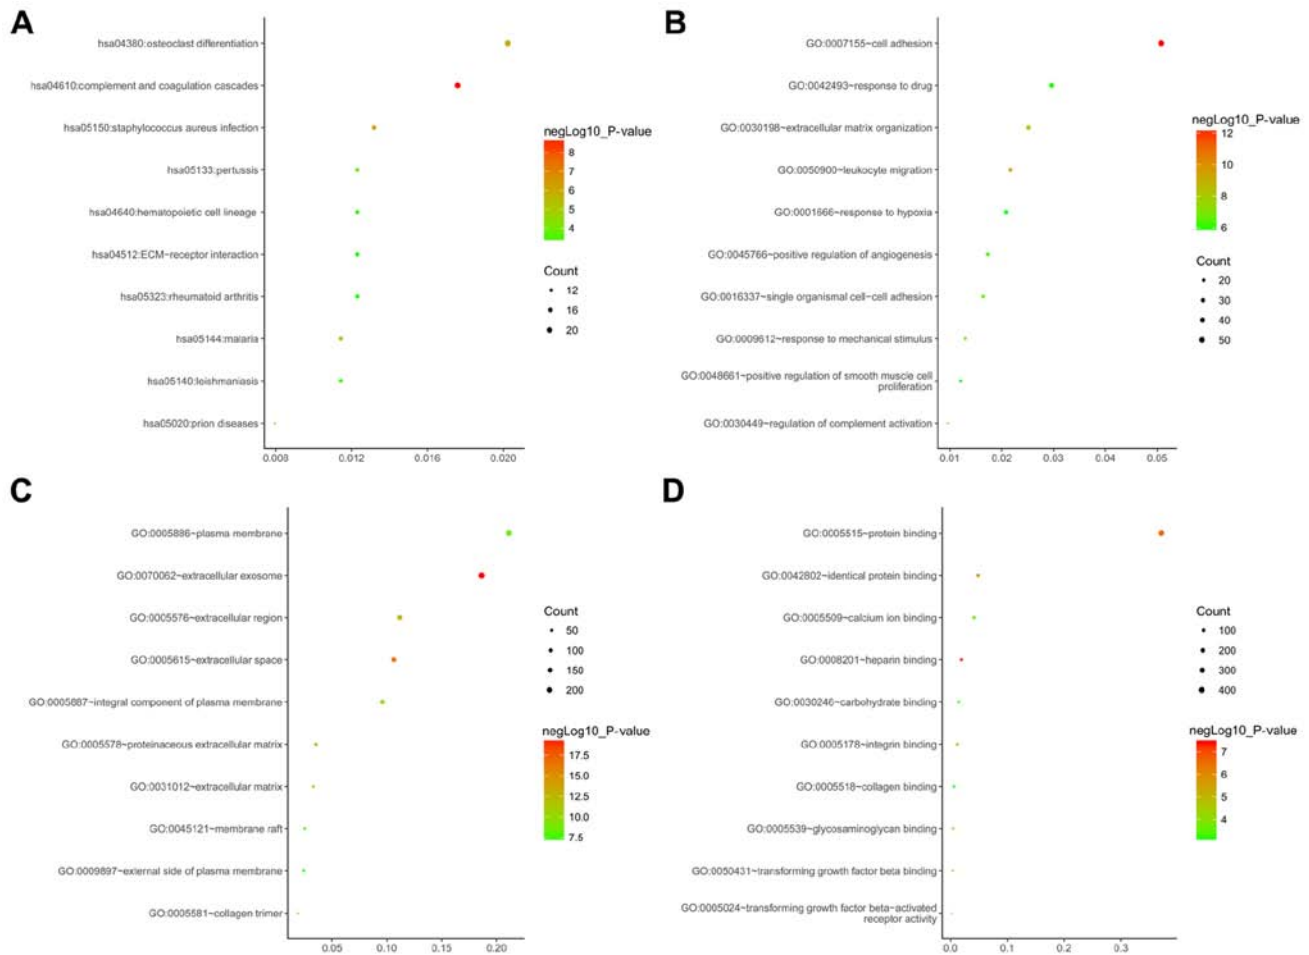 A
hsa04380:osteoclast differentiation
hsa04610:complement and coagulation cascades
hsa05150:staphylococcus aureus infection
hsa05133:pertussis
hsa04640:hematopoietic cell lineage
hsa04512:ECM−receptor interaction
hsa05323:rheumatoid arthritis
hsa05144:malaria
hsa05140:leishmaniasis
hsa05020:prion diseases
0.008 0.012 0.016 0.020
negLog10_P-value
8
7
6
5
4
Count
12
16
20
B
GO:0007155~cell adhesion
GO:0042493~response to drug
GO:0030198~extracellular matrix organization
GO:0050900~leukocyte migration
GO:0001666~response to hypoxia
GO:0045766~positive regulation of angiogenesis
GO:0016337~single organismal cell−cell adhesion
GO:0009612~response to mechanical stimulus
GO:0048661~positive regulation of smooth muscle cell
proliferation
GO:0030449~regulation of complement activation
0.01 0.02 0.03 0.04 0.05
negLog10_P-value
12
10
8
6
Count
20
30
40
50
C
GO:0005886~plasma membrane
GO:0070062~extracellular exosome
GO:0005576~extracellular region
GO:0005615~extracellular space
GO:0005887~integral component of plasma membrane
GO:0005578~proteinaceous extracellular matrix
GO:0031012~extracellular matrix
GO:0045121~membrane raft
GO:0009897~external side of plasma membrane
GO:0005581~collagen trimer
0.05 0.10 0.15 0.20
Count
50
100
150
200
negLog10_P-value
17.5
15.0
12.5
10.0
7.5
D
GO:0005515~protein binding
GO:0042802~identical protein binding
GO:0005509~calcium ion binding
GO:0008201~heparin binding
GO:0030246~carbohydrate binding
GO:0005178~integrin binding
GO:0005518~collagen binding
GO:0005539~glycosaminoglycan binding
GO:0050431~transforming growth factor beta binding
GO:0005024~transforming growth factor beta−activated
receptor activity
0.0 0.1 0.2 0.3
Count
100
200
300
400
negLog10_P-value
7
6
5
4